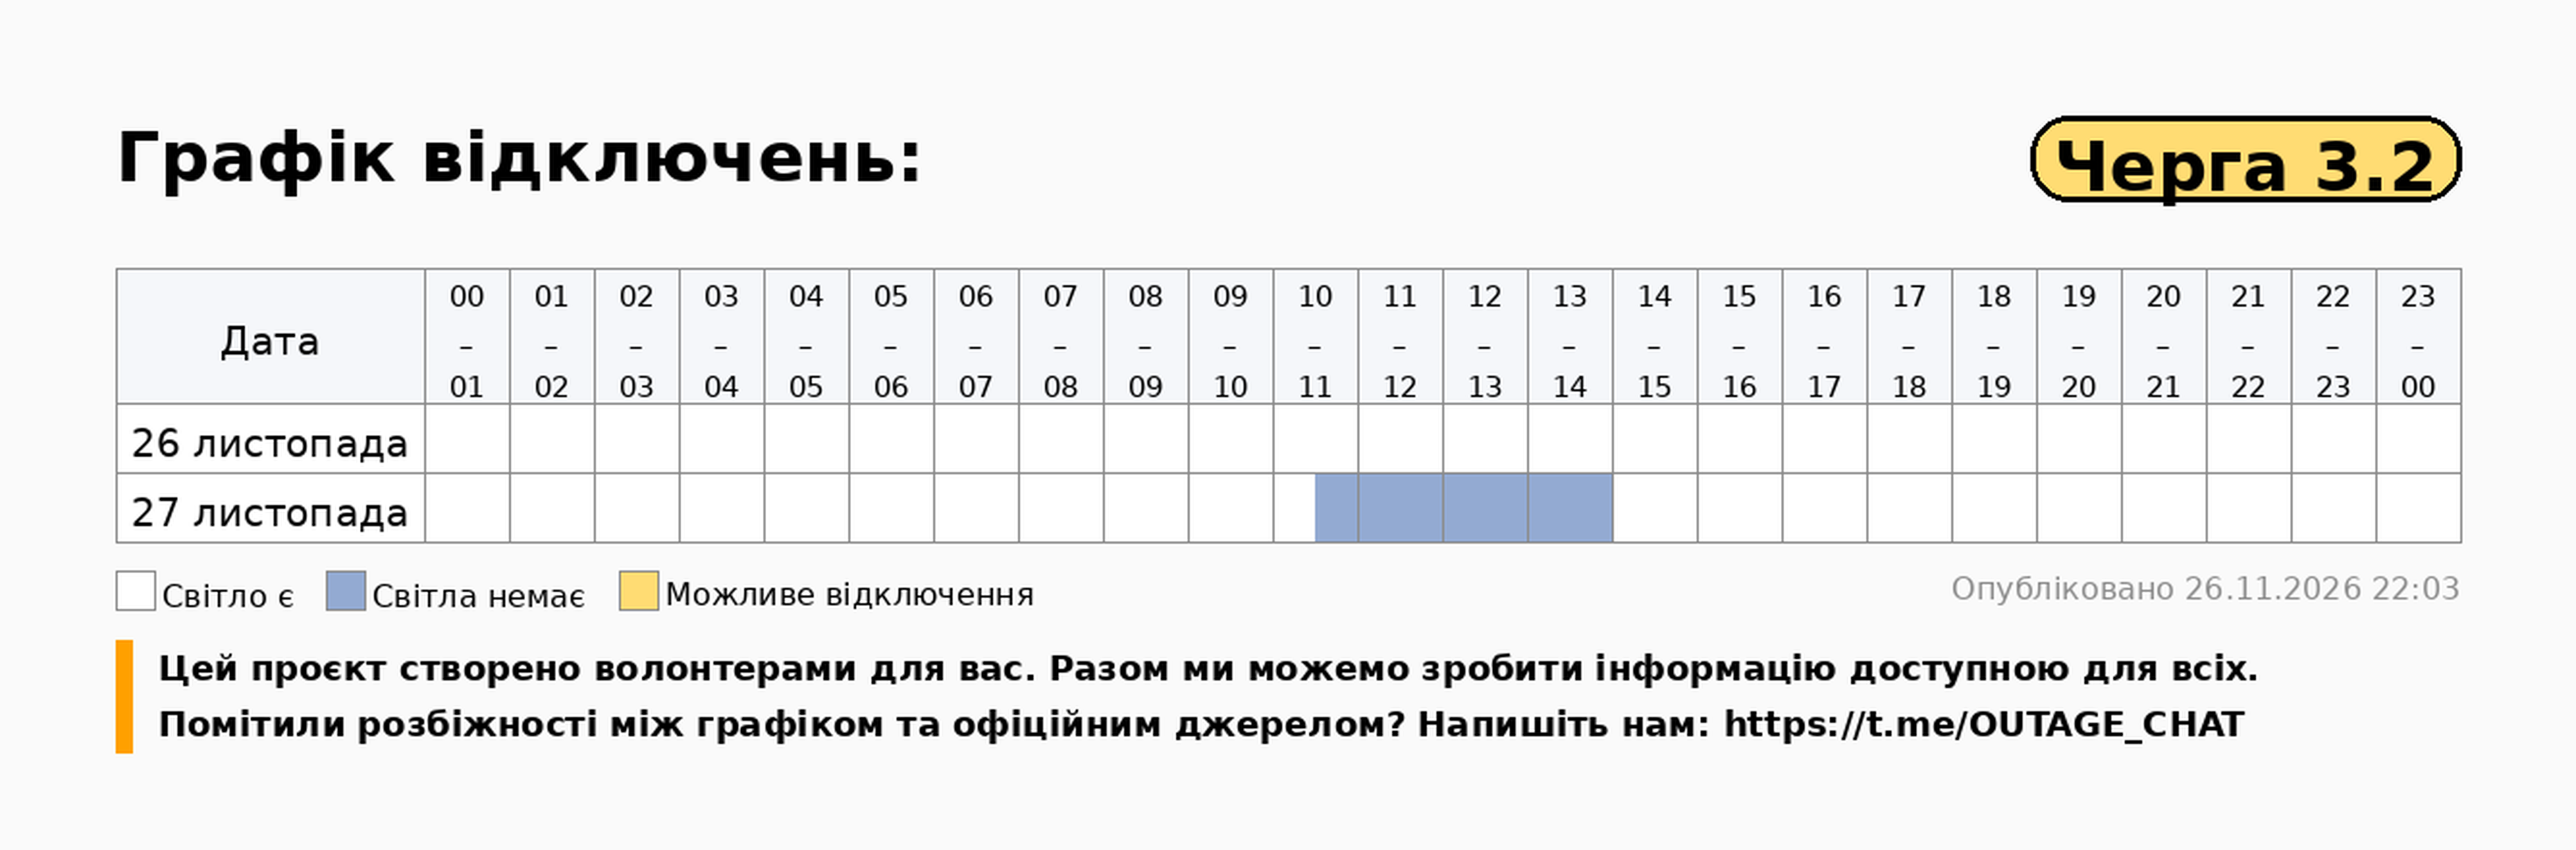 Графік відключень:
Черга 3.2
Дата 00 – 01 01 – 02 02 – 03 03 – 04 04 – 05 05 – 06 06 – 07 07 – 08 08 – 09 09 – 10 10 – 11 11 – 12 12 – 13 13 – 14 14 – 15 15 – 16 16 – 17 17 – 18 18 – 19 19 – 20 20 – 21 21 – 22 22 – 23 23 – 00
26 листопада
27 листопада
Світло є Світла немає Можливе відключення
Опубліковано 26.11.2026 22:03
Цей проєкт створено волонтерами для вас. Разом ми можемо зробити інформацію доступною для всіх.
Помітили розбіжності між графіком та офіційним джерелом? Напишіть нам: https://t.me/OUTAGE_CHAT